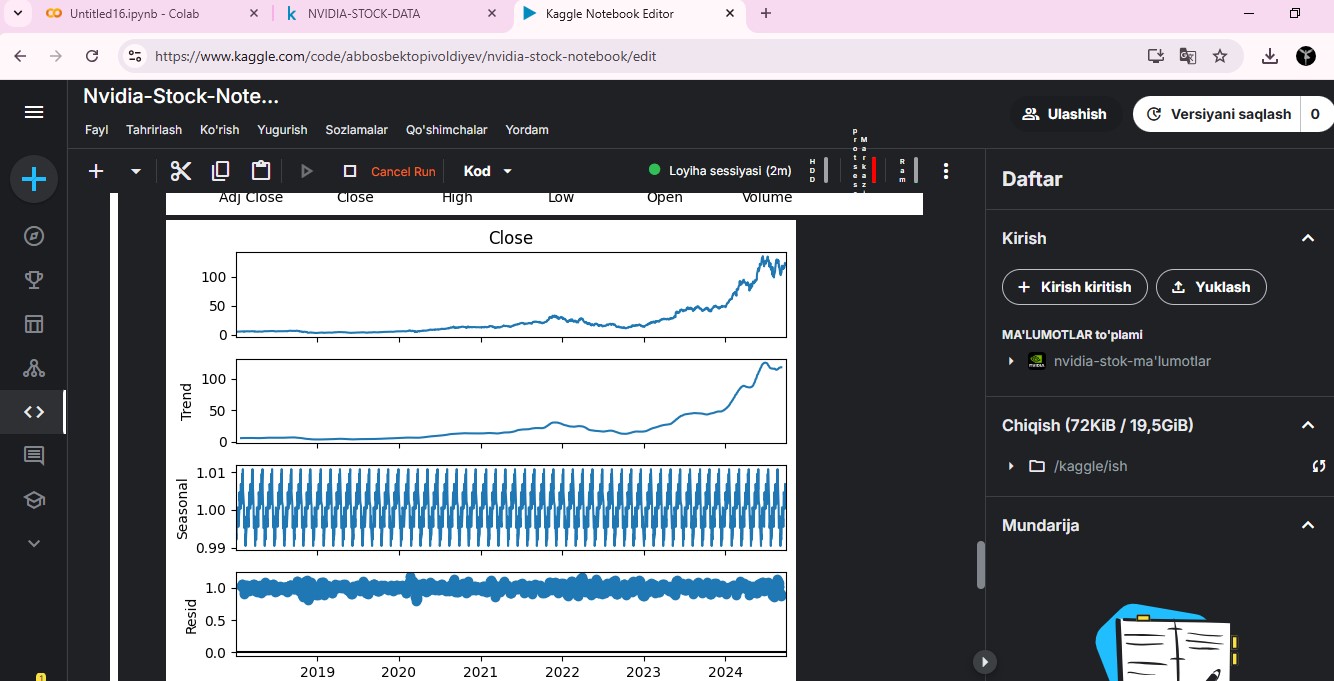 Untitled16.ipynb - Colab
NVIDIA-STOCK-DATA
Kaggle Notebook Editor
https://www.kaggle.com/code/abbosbektopivoldiyev/nvidia-stock-notebook/edit
Nvidia-Stock-Note...
Fayl Tahrirlash Ko'rish Yugurish Sozlamalar Qo'shimchalar Yordam
Ulashish
Versiyani saqlash 0
Cancel Run
Kod
Loyiha sessiyasi (2m)
HDD
Protsess
Markazi
Ram
Adj Close Close High Low Open Volume
Close
100
50
0
Trend
100
50
0
Seasonal
1.01
1.00
0.99
Resid
1.0
0.5
0.0
2019 2020 2021 2022 2023 2024
Daftar
Kirish
+ Kirish kiritish
Yuklash
MA'LUMOTLAR to'plami
NVIDIA
nvidia-stok-ma'lumotlar
Chiqish (72KiB / 19,5GiB)
/kaggle/ish
Mundarija
1